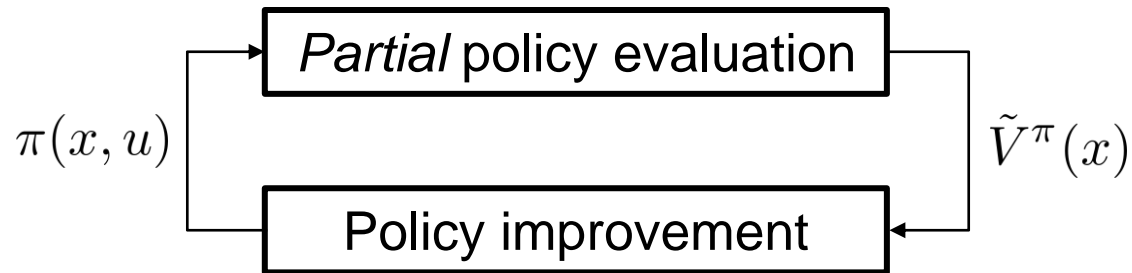 Partial policy evaluation
π(x, u)
Ṽ^π(x)
Policy improvement